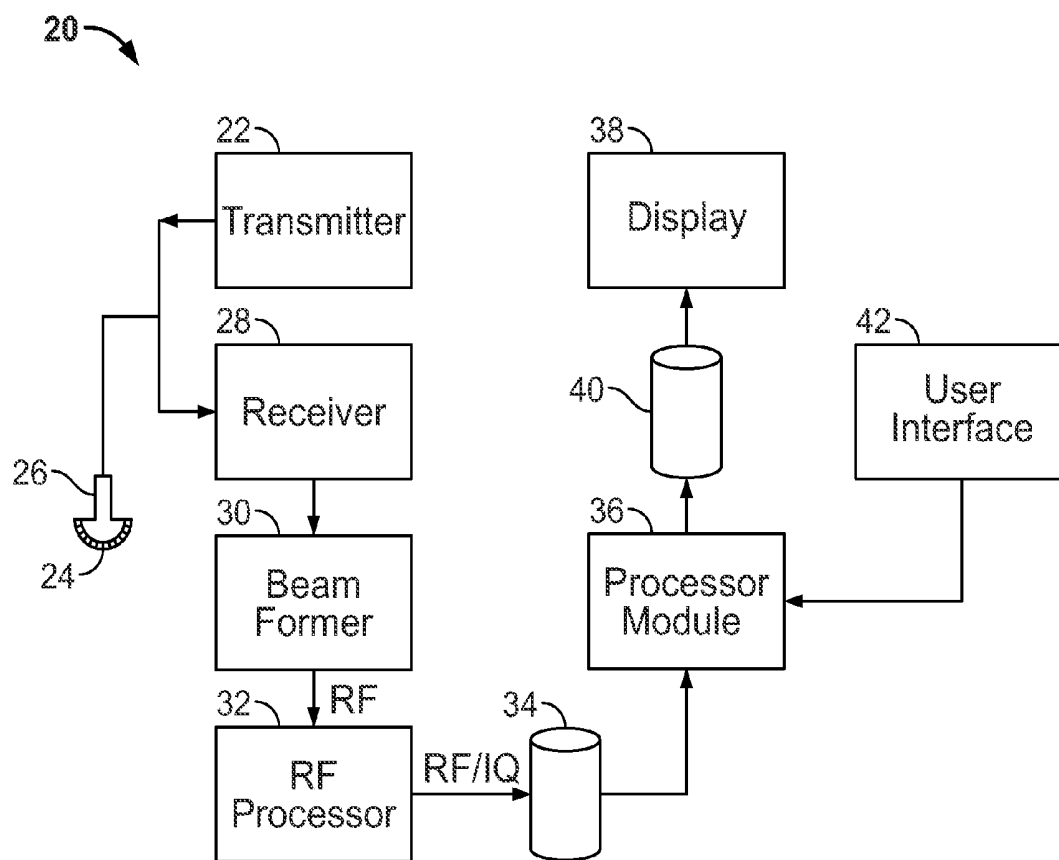 20
22
Transmitter
38
Display
28
Receiver
40
42
User
Interface
26
24
30
Beam
Former
36
Processor
Module
RF
32
RF
Processor
RF/IQ
34